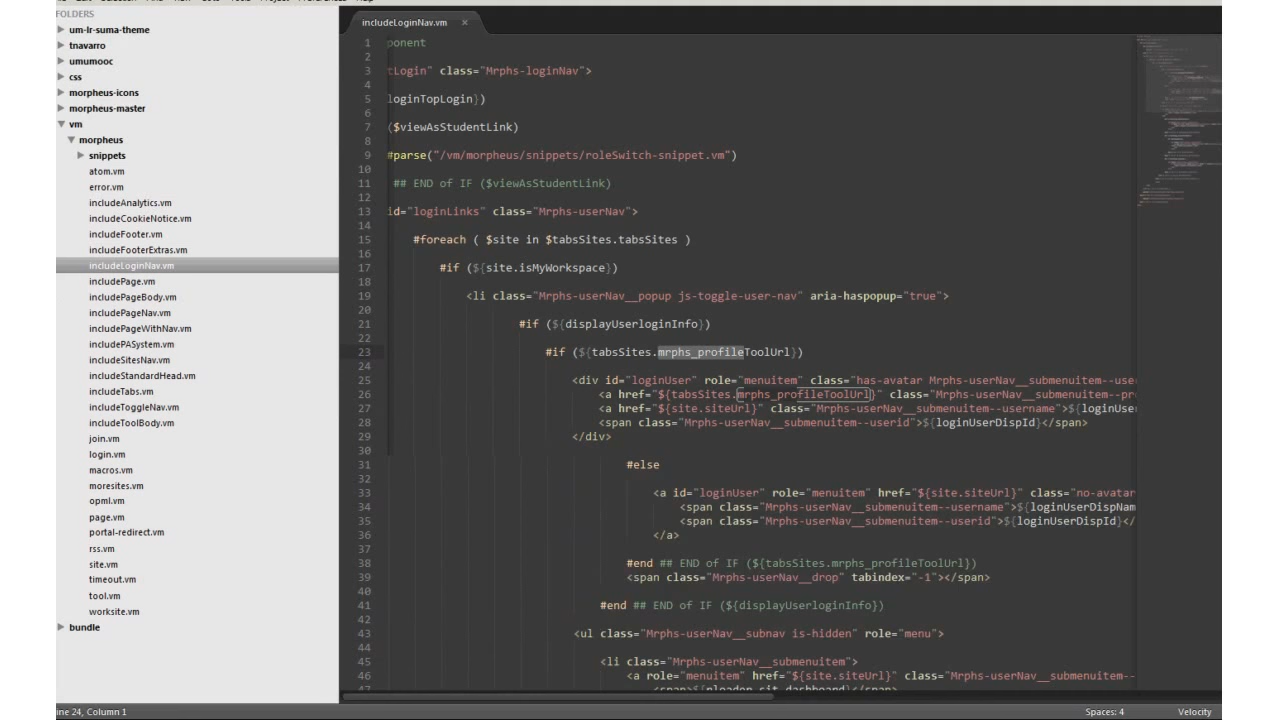 FOLDERS
um-lr-suma-theme
tnavarro
umumooc
css
morpheus-icons
morpheus-master
vm
morpheus
snippets
atom.vm
error.vm
includeAnalytics.vm
includeCookieNotice.vm
includeFooter.vm
includeFooterExtras.vm
includeLoginNav.vm
includePage.vm
includePageBody.vm
includePageNav.vm
includePageWithNav.vm
includePASystem.vm
includeSitesNav.vm
includeStandardHead.vm
includeTabs.vm
includeToggleNav.vm
includeToolBody.vm
join.vm
login.vm
macros.vm
moresites.vm
opml.vm
page.vm
portal-redirect.vm
rss.vm
site.vm
timeout.vm
tool.vm
worksite.vm
bundle
includeLoginNav.vm ×
1 ponent
2
3 tLogin" class="Mrphs-loginNav">
4
5 loginTopLogin})
6
7 ($viewAsStudentLink)
8
9 #parse("/vm/morpheus/snippets/roleSwitch-snippet.vm")
10
11 ## END of IF ($viewAsStudentLink)
12
13 id="loginLinks" class="Mrphs-userNav">
14
15 #foreach ( $site in $tabsSites.tabsSites )
16
17 #if (${site.isMyWorkspace})
18
19 <li class="Mrphs-userNav__popup js-toggle-user-nav" aria-haspopup="true">
20
21 #if (${displayUserloginInfo})
22
23 #if (${tabsSites.mrphs_profileToolUrl})
24
25 <div id="loginUser" role="menuitem" class="has-avatar Mrphs-userNav__submenuitem--use
26 <a href="${tabsSites.mrphs_profileToolUrl}" class="Mrphs-userNav__submenuitem--pr
27 <a href="${site.siteUrl}" class="Mrphs-userNav__submenuitem--username">${loginUse
28 <span class="Mrphs-userNav__submenuitem--userid">${loginUserDispId}</span>
29 </div>
30
31 #else
32
33 <a id="loginUser" role="menuitem" href="${site.siteUrl}" class="no-avatar
34 <span class="Mrphs-userNav__submenuitem--username">${loginUserDispNam
35 <span class="Mrphs-userNav__submenuitem--userid">${loginUserDispId}</
36 </a>
37
38 #end ## END of IF (${tabsSites.mrphs_profileToolUrl})
39 <span class="Mrphs-userNav__drop" tabindex="-1"></span>
40
41 #end ## END of IF (${displayUserloginInfo})
42
43 <ul class="Mrphs-userNav__subnav is-hidden" role="menu">
44
45 <li class="Mrphs-userNav__submenuitem">
46 <a role="menuitem" href="${site.siteUrl}" class="Mrphs-userNav__submenuitem--
47 <span>${rloader.sit_dashboard}</span>
ine 24, Column 1
Spaces: 4
Velocity